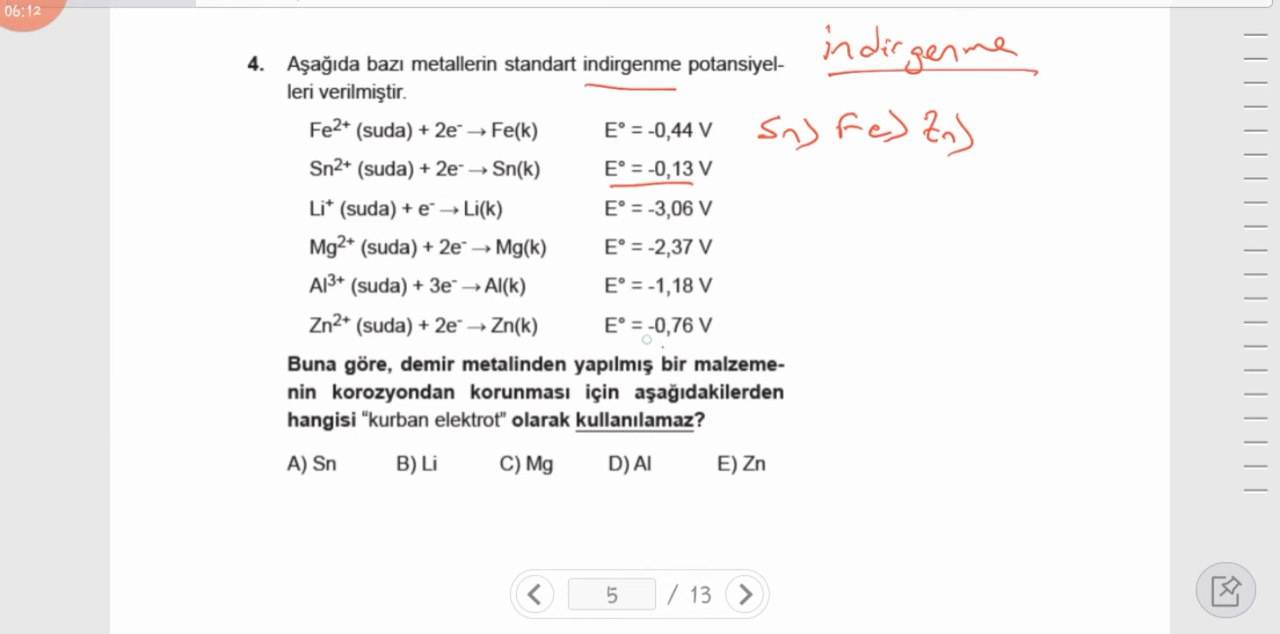 06:12
indirgenme
4. Aşağıda bazı metallerin standart indirgenme potansiyel-
leri verilmiştir.
Fe²⁺ (suda) + 2e⁻ → Fe(k) E° = -0,44 V
Sn> Fe> Zn>
Sn²⁺ (suda) + 2e⁻ → Sn(k) E° = -0,13 V
Li⁺ (suda) + e⁻ → Li(k) E° = -3,06 V
Mg²⁺ (suda) + 2e⁻ → Mg(k) E° = -2,37 V
Al³⁺ (suda) + 3e⁻ → Al(k) E° = -1,18 V
Zn²⁺ (suda) + 2e⁻ → Zn(k) E° = -0,76 V
Buna göre, demir metalinden yapılmış bir malzeme-
nin korozyondan korunması için aşağıdakilerden
hangisi “kurban elektrot” olarak kullanılamaz?
A) Sn B) Li C) Mg D) Al E) Zn
5 / 13